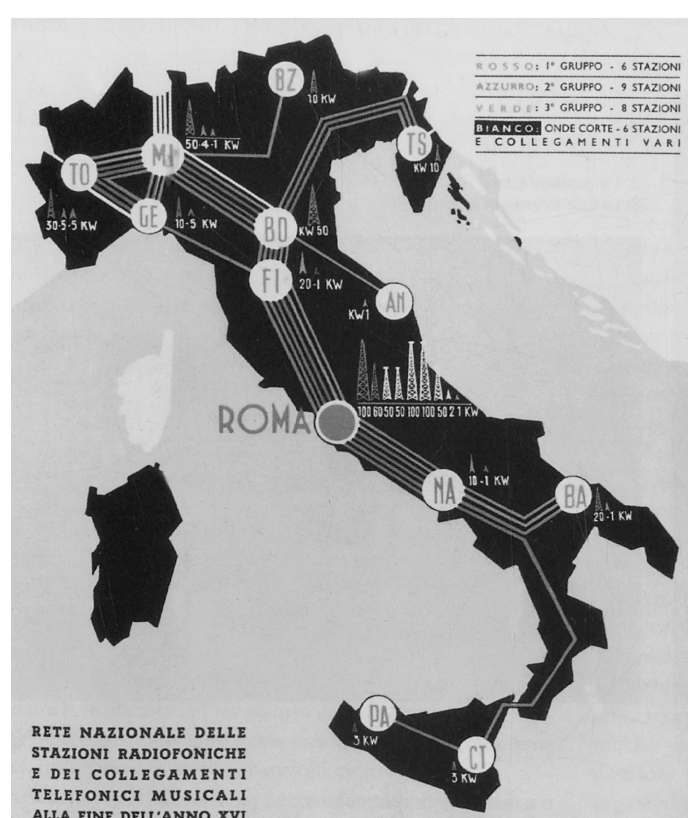 ROSSO: 1° GRUPPO - 6 STAZIONI
AZZURRO: 2° GRUPPO - 9 STAZIONI
VERDE: 3° GRUPPO - 8 STAZIONI
BIANCO: ONDE CORTE - 6 STAZIONI
E COLLEGAMENTI VARI
BZ
10 KW
TS
KW 10
MI
50-4-1 KW
TO
30-5-5 KW
GE
10-5 KW
BO
KW 50
FI
20-1 KW
AN
KW 1
100 60 50 50 100 100 50 2 1 KW
ROMA
NA
10-1 KW
BA
20-1 KW
PA
3 KW
CT
3 KW
RETE NAZIONALE DELLE
STAZIONI RADIOFONICHE
E DEI COLLEGAMENTI
TELEFONICI MUSICALI
ALLA FINE DELL'ANNO XVI